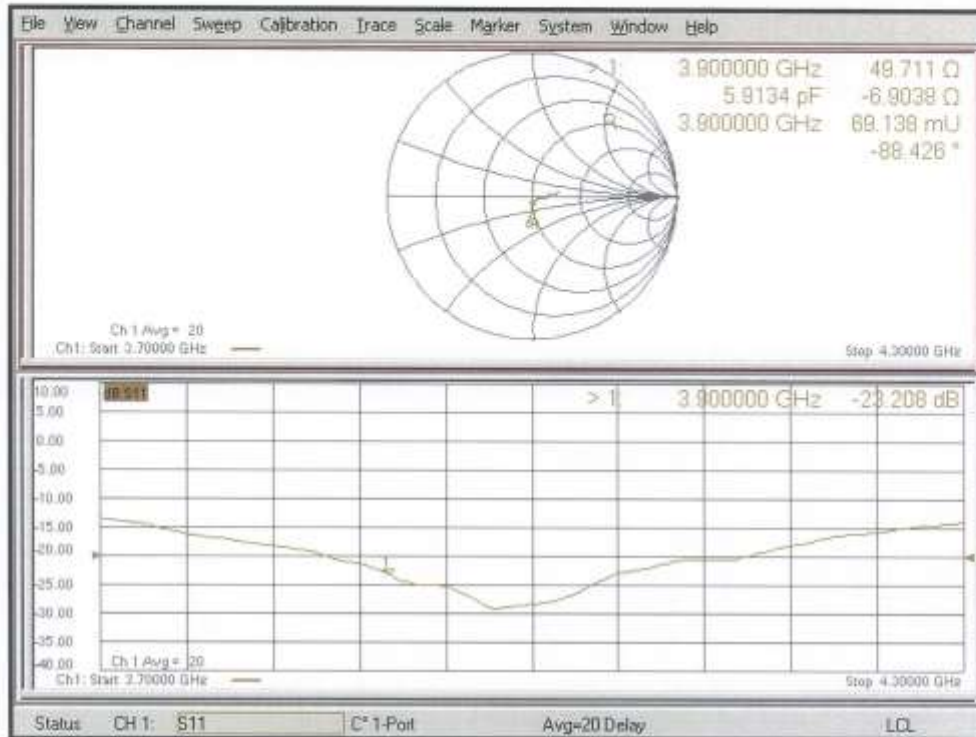 File View Channel Sweep Calibration Trace Scale Marker System Window Help
> 1: 3.900000 GHz 49.711 Ω
5.9134 pF -6.9038 Ω
3.900000 GHz 69.138 mU
-88.426 °
Ch 1 Avg = 20
Ch1: Start 3.70000 GHz
Stop 4.30000 GHz
10.00
5.00
0.00
-5.00
-10.00
-15.00
-20.00
-25.00
-30.00
-35.00
-40.00
> 1: 3.900000 GHz -23.208 dB
1
Ch 1 Avg = 20
Ch1: Start 3.70000 GHz
Stop 4.30000 GHz
Status CH 1: S11 C* 1-Port Avg=20 Delay LCL